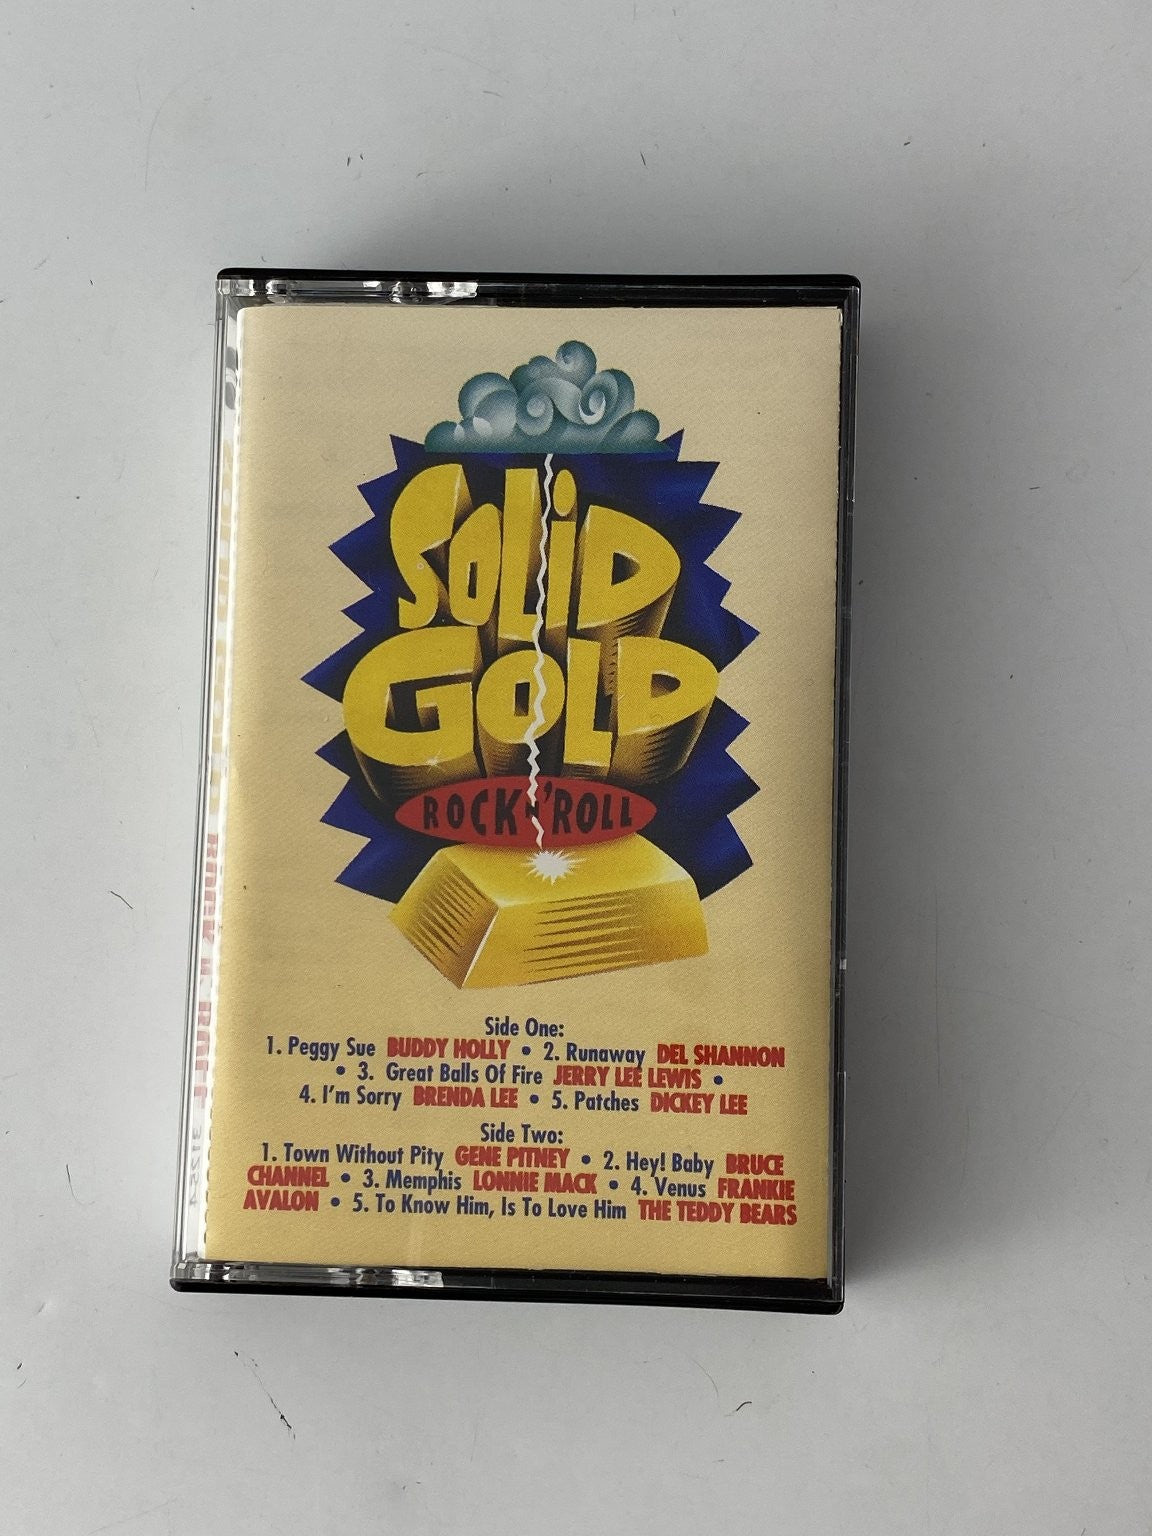 SOLiD
GOLD
ROCK N' ROLL
Side One:
1. Peggy Sue BUDDY HOLLY • 2. Runaway DEL SHANNON
• 3. Great Balls Of Fire JERRY LEE LEWIS •
4. I'm Sorry BRENDA LEE • 5. Patches DICKEY LEE
Side Two:
1. Town Without Pity GENE PITNEY • 2. Hey! Baby BRUCE
CHANNEL • 3. Memphis LONNIE MACK • 4. Venus FRANKIE
AVALON • 5. To Know Him, Is To Love Him THE TEDDY BEARS